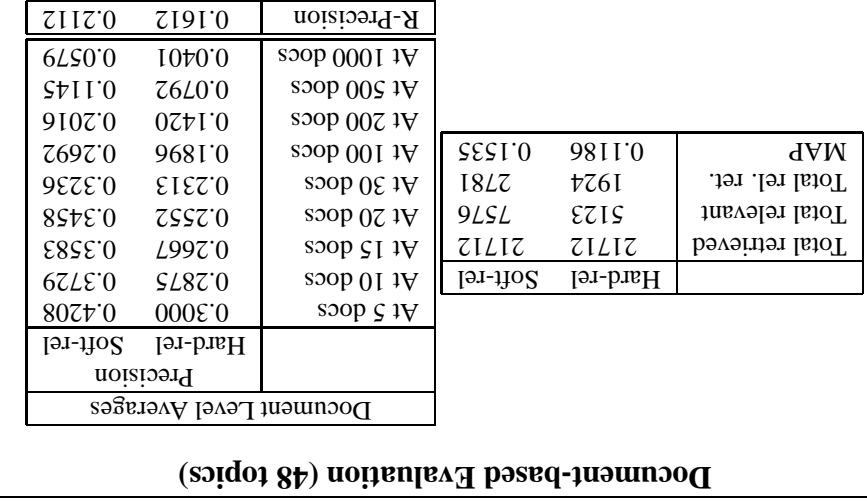 Document-based Evaluation (48 topics)
Hard-rel Soft-rel
Total retrieved 21712 21712
Total relevant 5123 7576
Total rel. ret. 1924 2781
MAP 0.1186 0.1535
Document Level Averages
Precision
Hard-rel Soft-rel
At 5 docs 0.3000 0.4208
At 10 docs 0.2875 0.3729
At 15 docs 0.2667 0.3583
At 20 docs 0.2552 0.3458
At 30 docs 0.2313 0.3236
At 100 docs 0.1896 0.2692
At 200 docs 0.1420 0.2016
At 500 docs 0.0792 0.1145
At 1000 docs 0.0401 0.0579
R-Precision 0.1612 0.2112